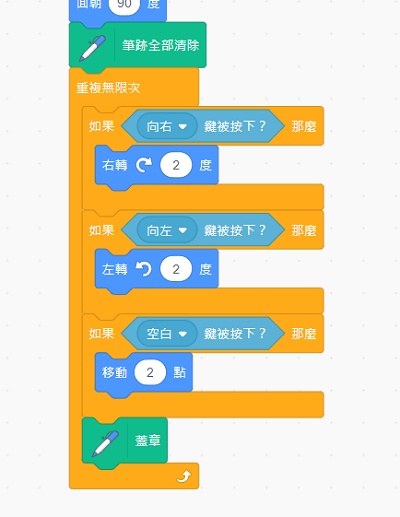 面朝 90 度
筆跡全部清除
重複無限次
如果 向右 鍵被按下？ 那麼
右轉 2 度
如果 向左 鍵被按下？ 那麼
左轉 2 度
如果 空白 鍵被按下？ 那麼
移動 2 點
蓋章